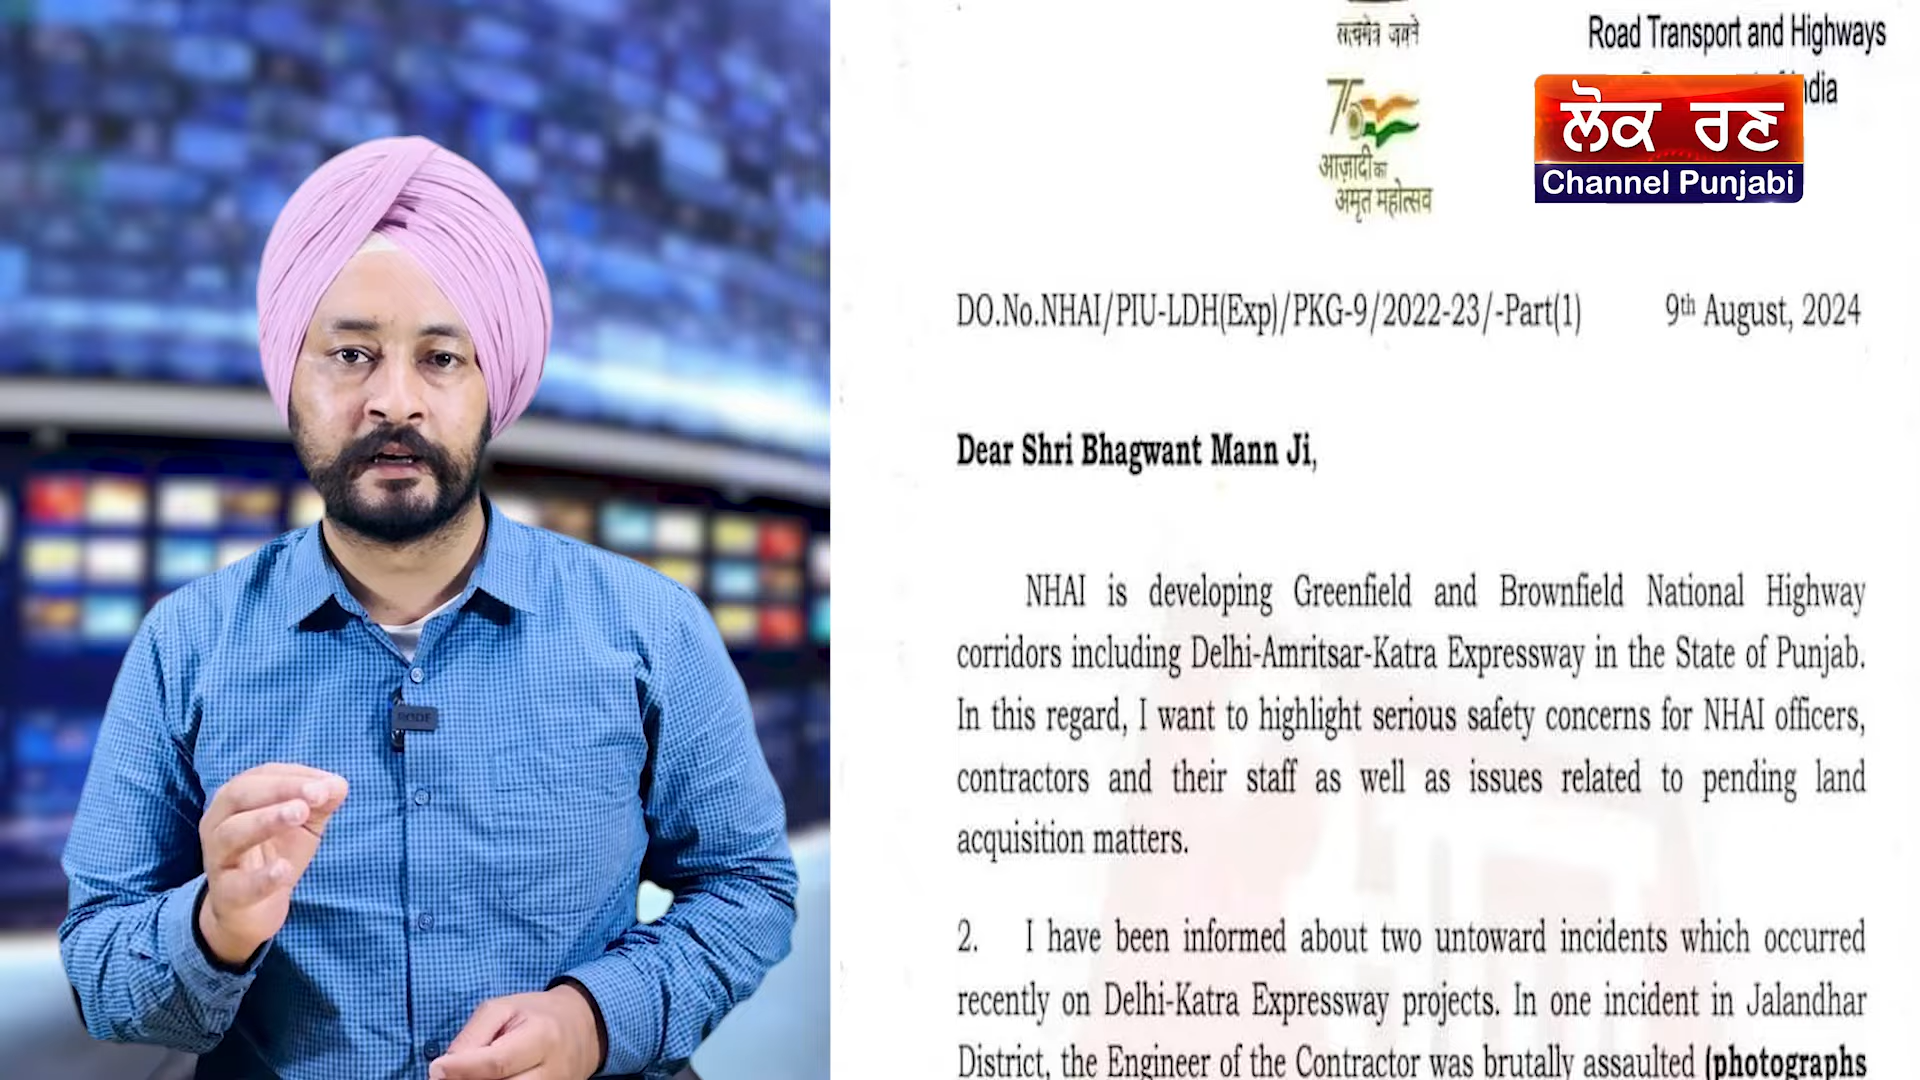 सत्यमेव जयते
Road Transport and Highways
India
75
आज़ादी का
अमृत महोत्सव
ਲੋਕ ਰਣ
Channel Punjabi
DO.No.NHAI/PIU-LDH(Exp)/PKG-9/2022-23/-Part(1) 9th August, 2024
Dear Shri Bhagwant Mann Ji,
NHAI is developing Greenfield and Brownfield National Highway
corridors including Delhi-Amritsar-Katra Expressway in the State of Punjab.
In this regard, I want to highlight serious safety concerns for NHAI officers,
contractors and their staff as well as issues related to pending land
acquisition matters.
2. I have been informed about two untoward incidents which occurred
recently on Delhi-Katra Expressway projects. In one incident in Jalandhar
District, the Engineer of the Contractor was brutally assaulted (photographs
RODE